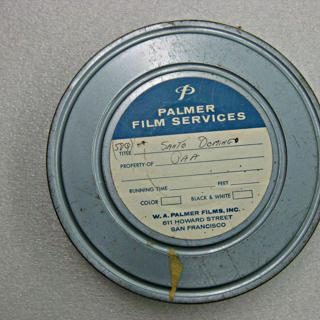 P
PALMER
FILM SERVICES
TITLE Santo Domingo
PROPERTY OF UAA
RUNNING TIME FEET
COLOR BLACK & WHITE
W. A. PALMER FILMS, INC.
611 HOWARD STREET
SAN FRANCISCO